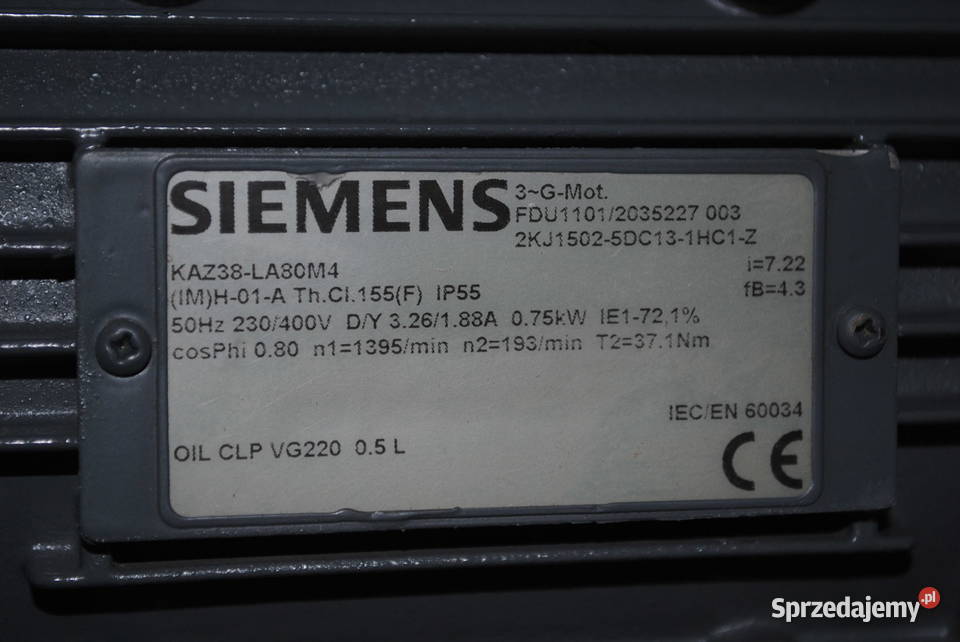 SIEMENS
3~G-Mot.
FDU1101/2035227 003
2KJ1502-5DC13-1HC1-Z
KAZ38-LA80M4 i=7.22
(IM)H-01-A Th.Cl.155(F) IP55 fB=4.3
50Hz 230/400V D/Y 3.26/1.88A 0.75kW IE1-72,1%
cosPhi 0.80 n1=1395/min n2=193/min T2=37.1Nm
IEC/EN 60034
OIL CLP VG220 0.5 L
CE
Sprzedajemy.pl